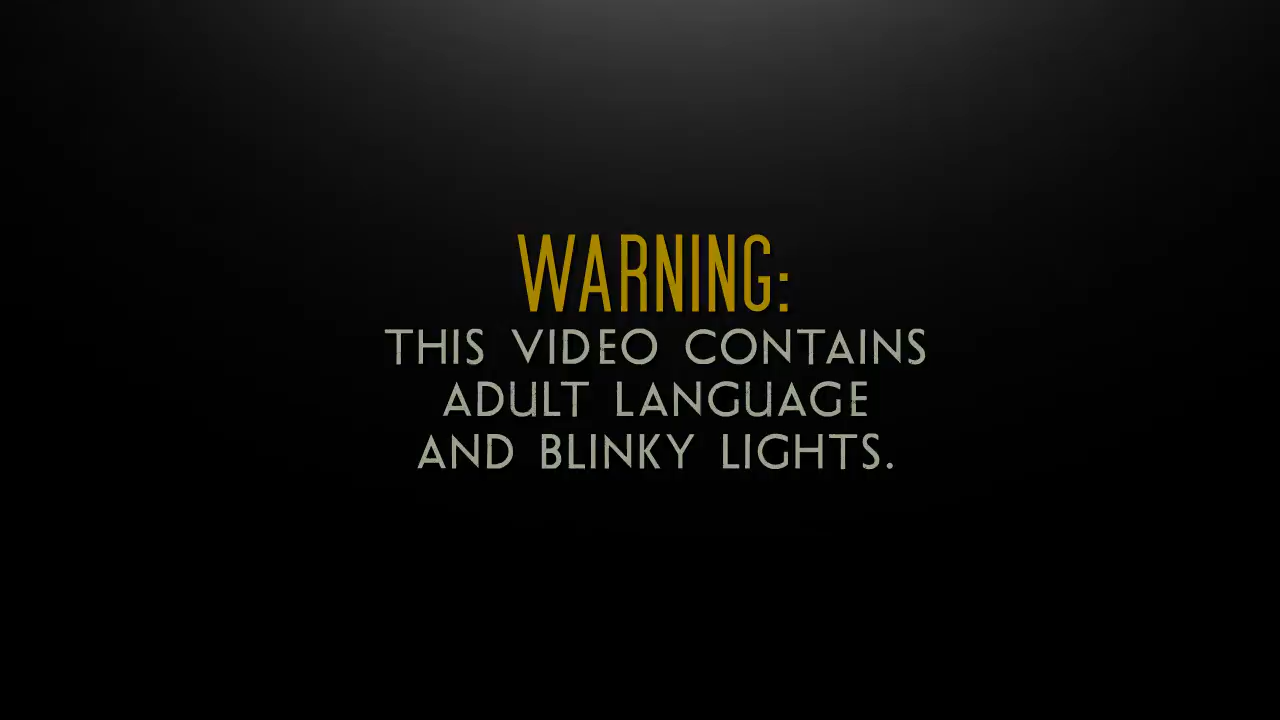 WARNING:
THIS VIDEO CONTAINS
ADULT LANGUAGE
AND BLINKY LIGHTS.